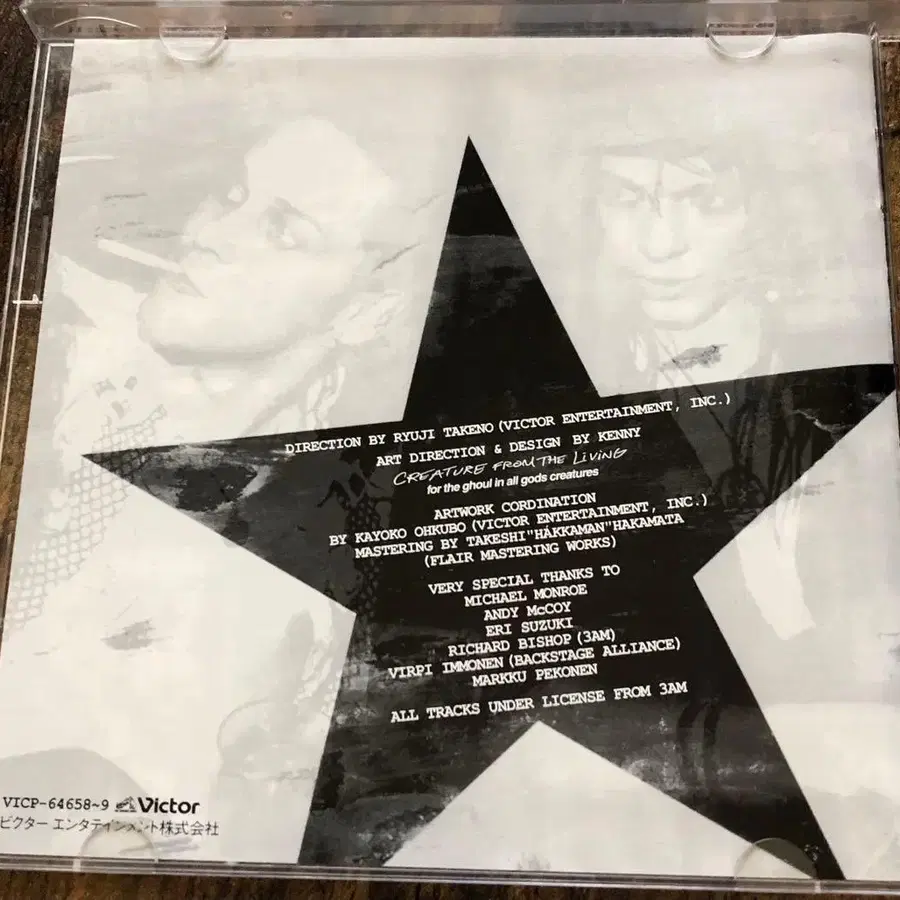 DIRECTION BY RYUJI TAKENO (VICTOR ENTERTAINMENT, INC.)
ART DIRECTION & DESIGN BY KENNY
CREATURE FROM THE LIVING
for the ghoul in all gods creatures
ARTWORK CORDINATION
BY KAYOKO OHKUBO (VICTOR ENTERTAINMENT, INC.)
MASTERING BY TAKESHI"HÄKKAMAN"HAKAMATA
(FLAIR MASTERING WORKS)
VERY SPECIAL THANKS TO
MICHAEL MONROE
ANDY McCOY
ERI SUZUKI
RICHARD BISHOP (3AM)
VIRPI IMMONEN (BACKSTAGE ALLIANCE)
MARKKU PEKONEN
ALL TRACKS UNDER LICENSE FROM 3AM
VICP-64658~9 Victor
ビクター エンタテインメント株式会社